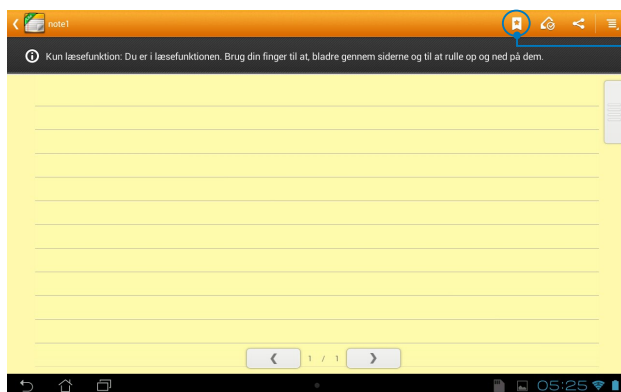 note1
Kun læsefunktion: Du er i læsefunktionen. Brug din finger til at, bladre gennem siderne og til at rulle op og ned på dem.
1 / 1
05:25